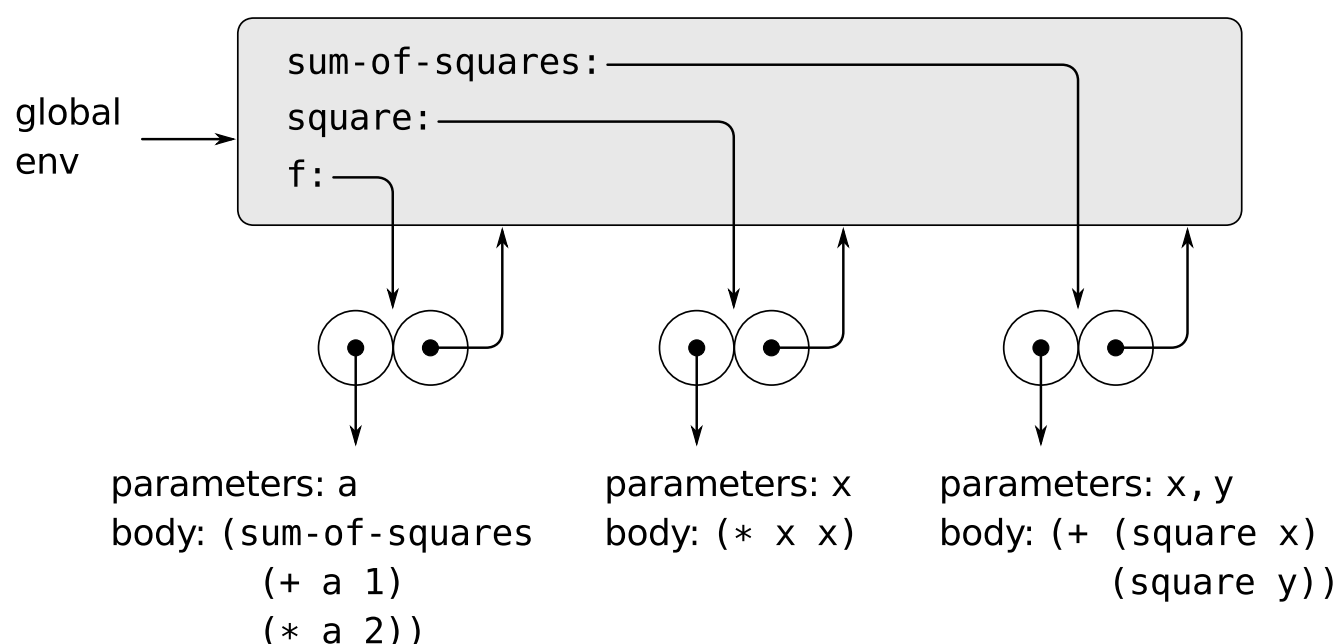 sum-of-squares:
square:
f:
global
env
parameters: a
body: (sum-of-squares
(+ a 1)
(* a 2))
parameters: x
body: (* x x)
parameters: x, y
body: (+ (square x)
(square y))